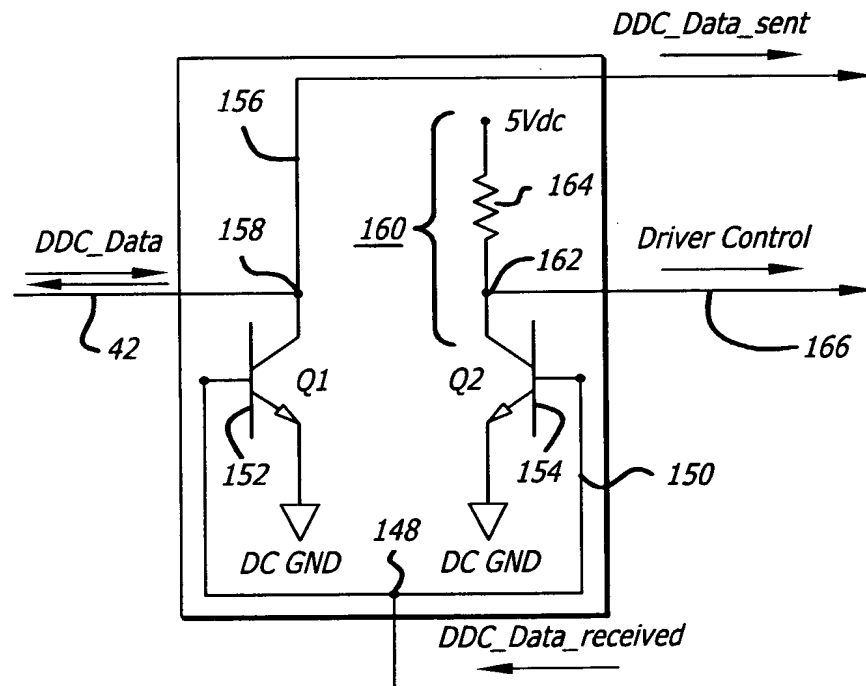 DDC_Data_sent
156
5Vdc
164
160
DDC_Data
158
162
Driver Control
42
166
Q1
Q2
152
154
150
148
DC GND
DC GND
DDC_Data_received